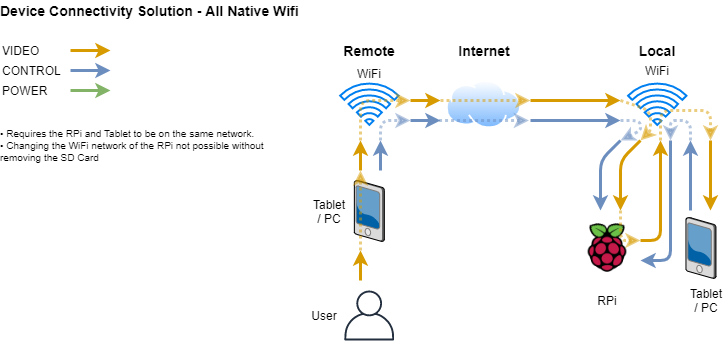 Device Connectivity Solution - All Native Wifi
VIDEO
CONTROL
POWER
• Requires the RPi and Tablet to be on the same network.
• Changing the WiFi network of the RPi not possible without
removing the SD Card
Remote
Internet
Local
WiFi
WiFi
Tablet
/ PC
User
RPi
Tablet
/ PC